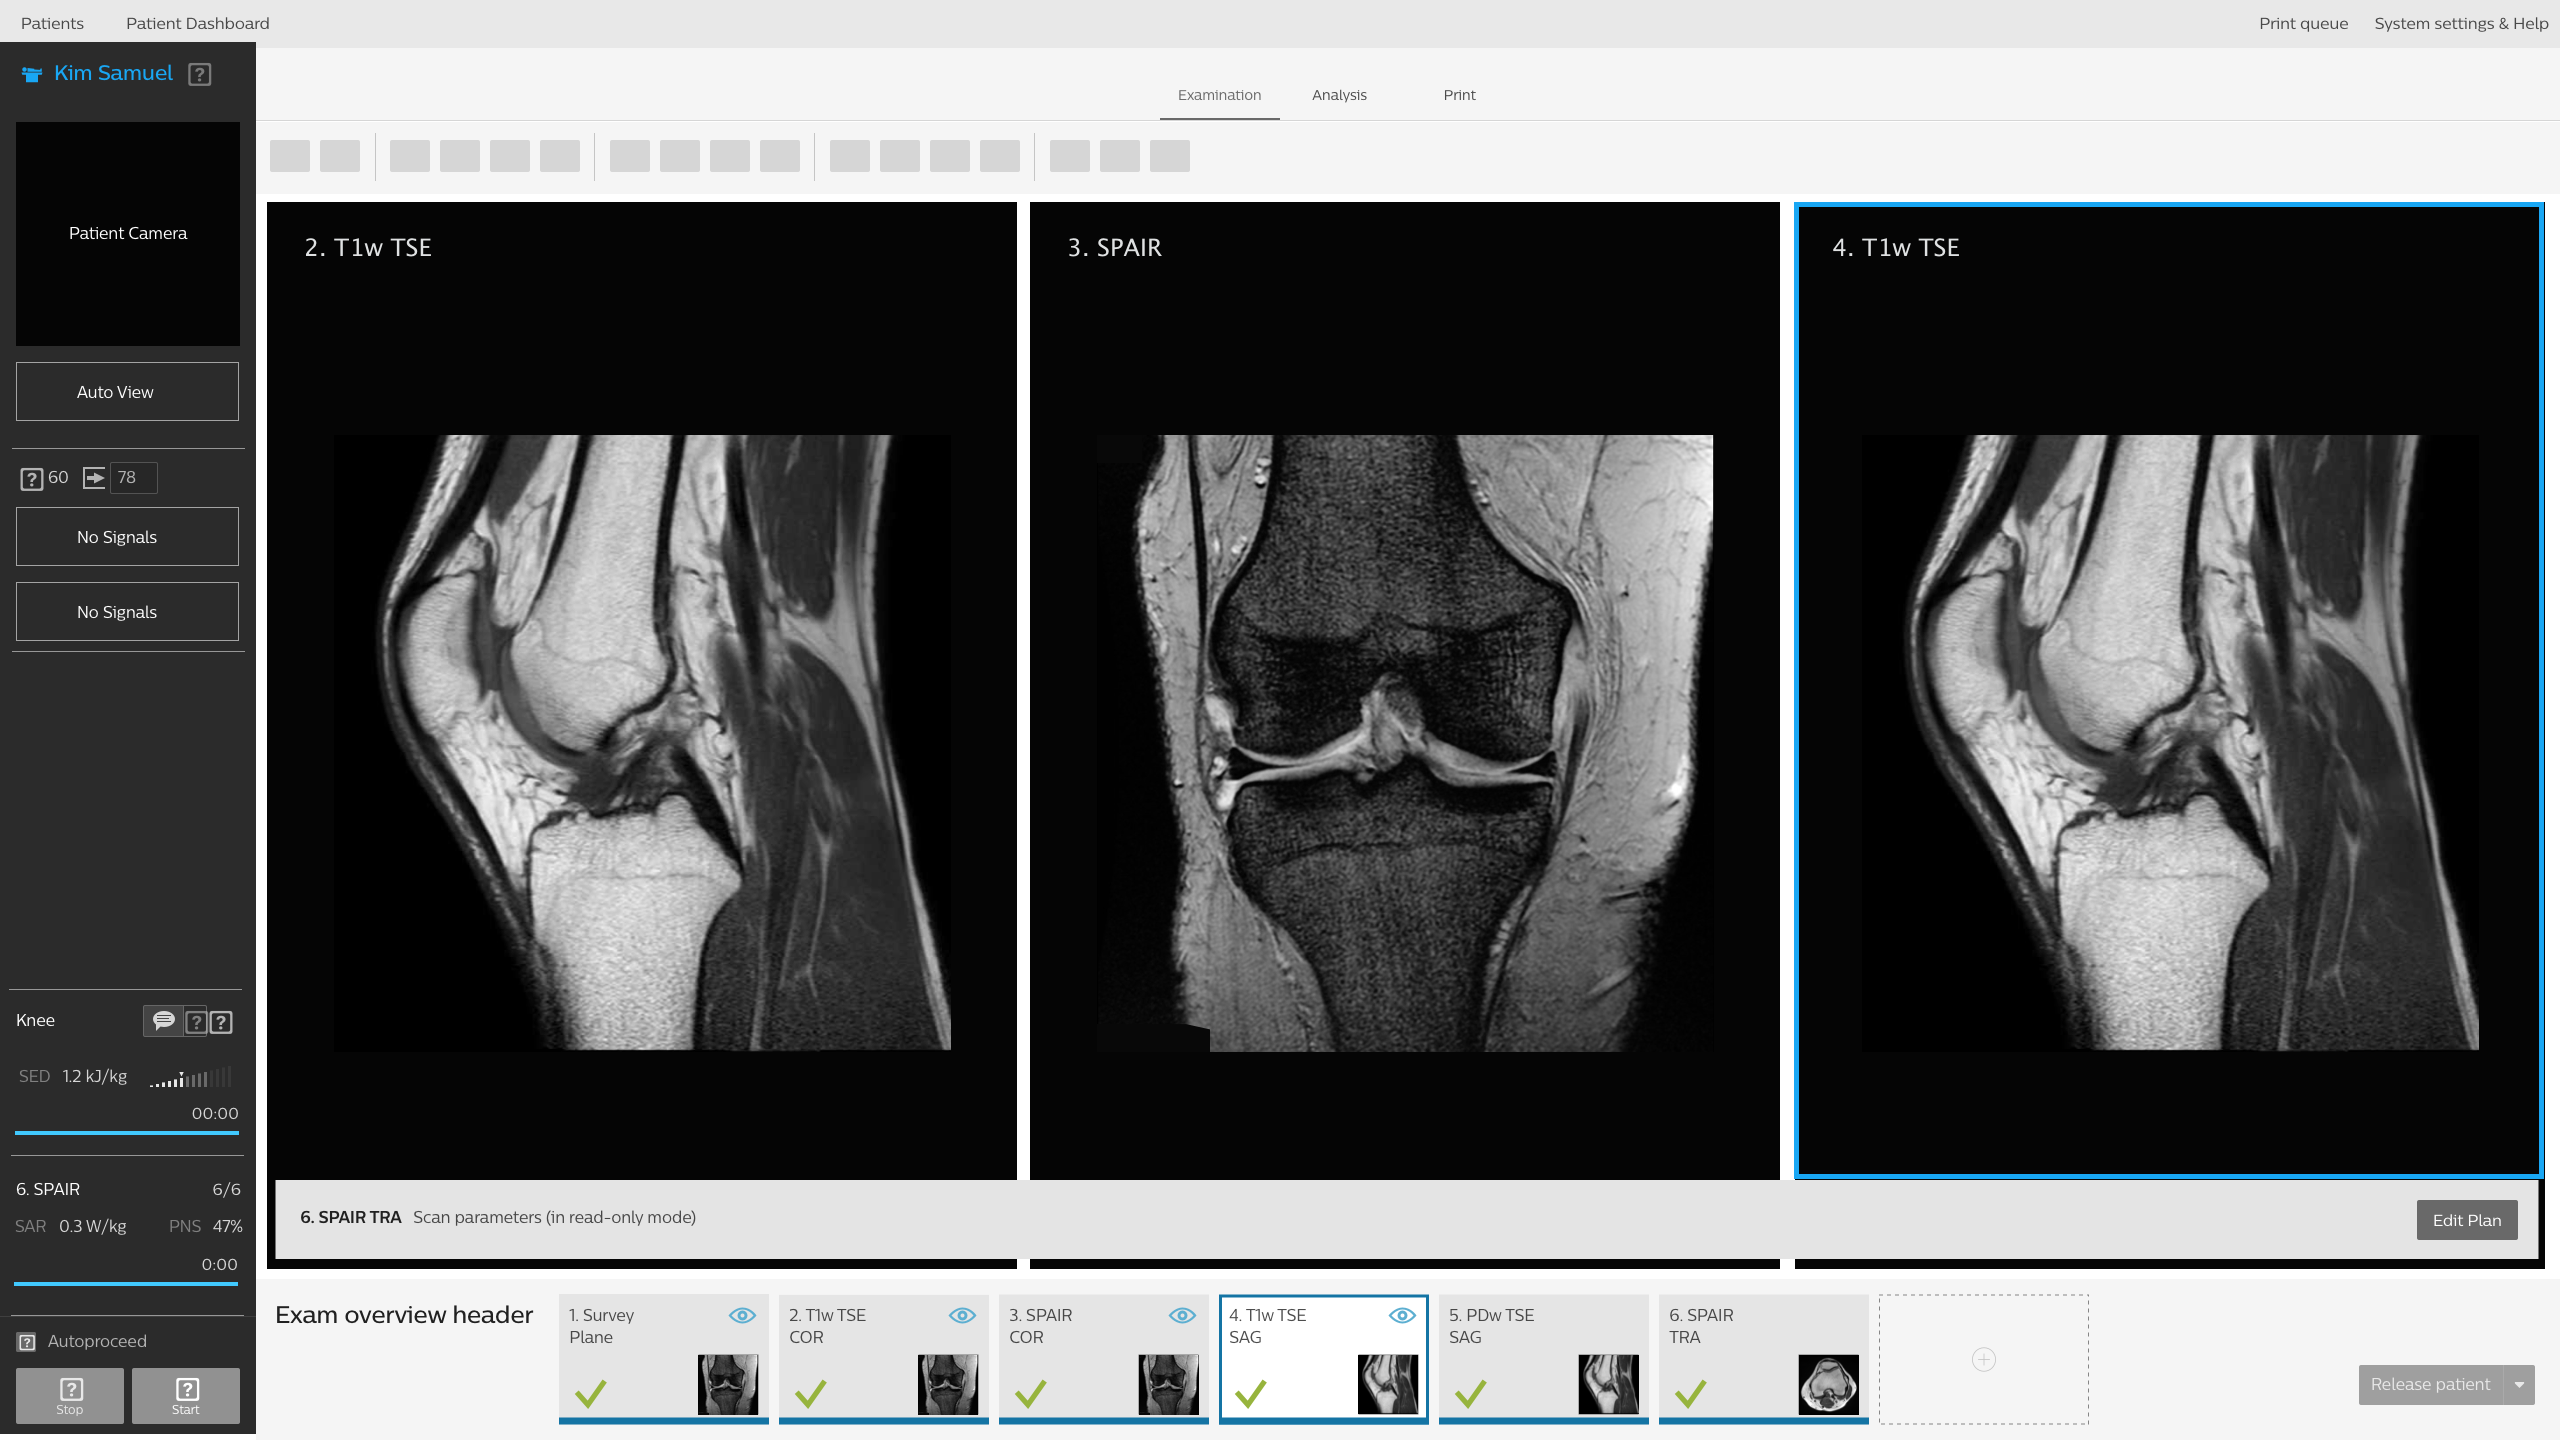 Patients Patient Dashboard Print queue System settings & Help
Kim Samuel
Patient Camera
Auto View
60 78
No Signals
No Signals
Knee
SED 1.2 kJ/kg
00:00
6. SPAIR 6/6
SAR 0.3 W/kg PNS 47%
0:00
Autoproceed
Stop Start
Examination Analysis Print
2. T1w TSE
3. SPAIR
4. T1w TSE
6. SPAIR TRA Scan parameters (in read-only mode) Edit Plan
Exam overview header
1. Survey
Plane
2. T1w TSE
COR
3. SPAIR
COR
4. T1w TSE
SAG
5. PDw TSE
SAG
6. SPAIR
TRA
Release patient